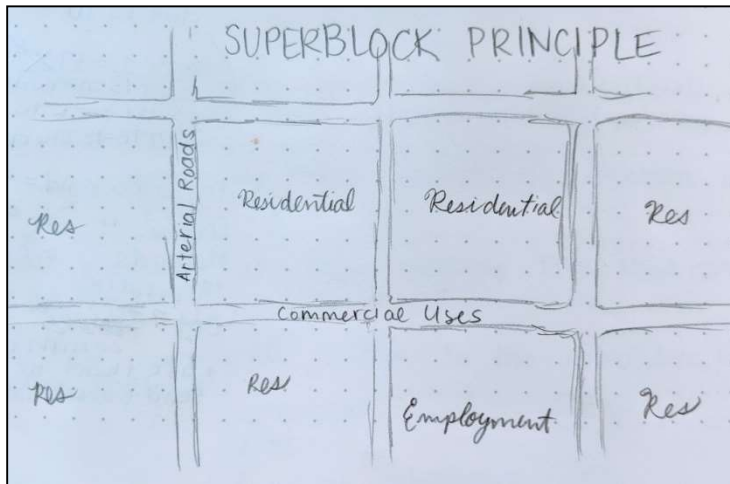 SUPERBLOCK PRINCIPLE
Arterial Roads
Residential
Residential
Res
Res
Commercial Uses
Res
Res
Employment
Res